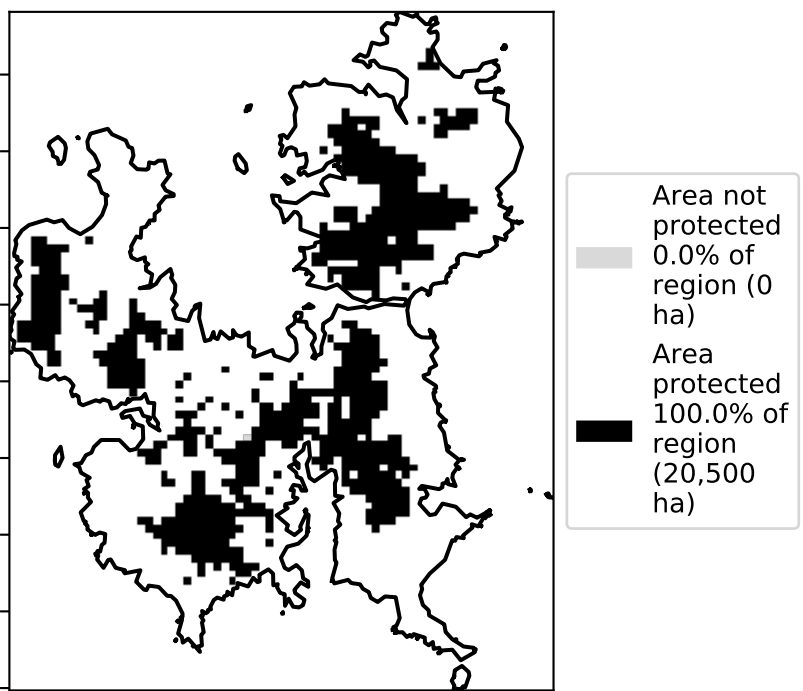 Area not
protected
0.0% of
region (0
ha)
Area
protected
100.0% of
region
(20,500
ha)